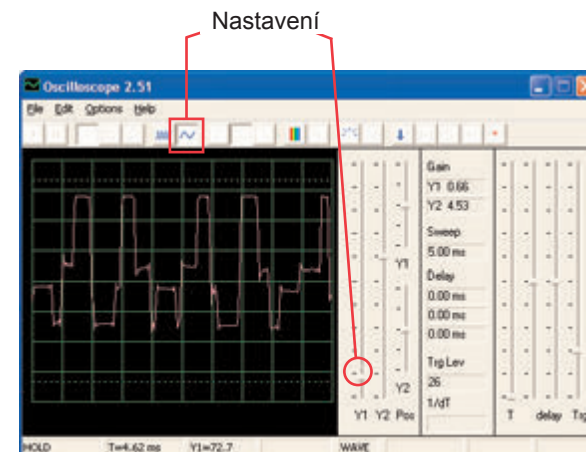 Nastavení
Oscilloscope 2.51
File Edit Options Help
Gain
Y1 0.66
Y2 4.53
Sweep
5.00 ms
Delay
0.00 ms
0.00 ms
0.00 ms
Trg Lev
26
1/dT
Y1
Y2
Y1 Y2 Pos
T delay Trg
HOLD T=4.62 ms Y1=72.7 WAVE